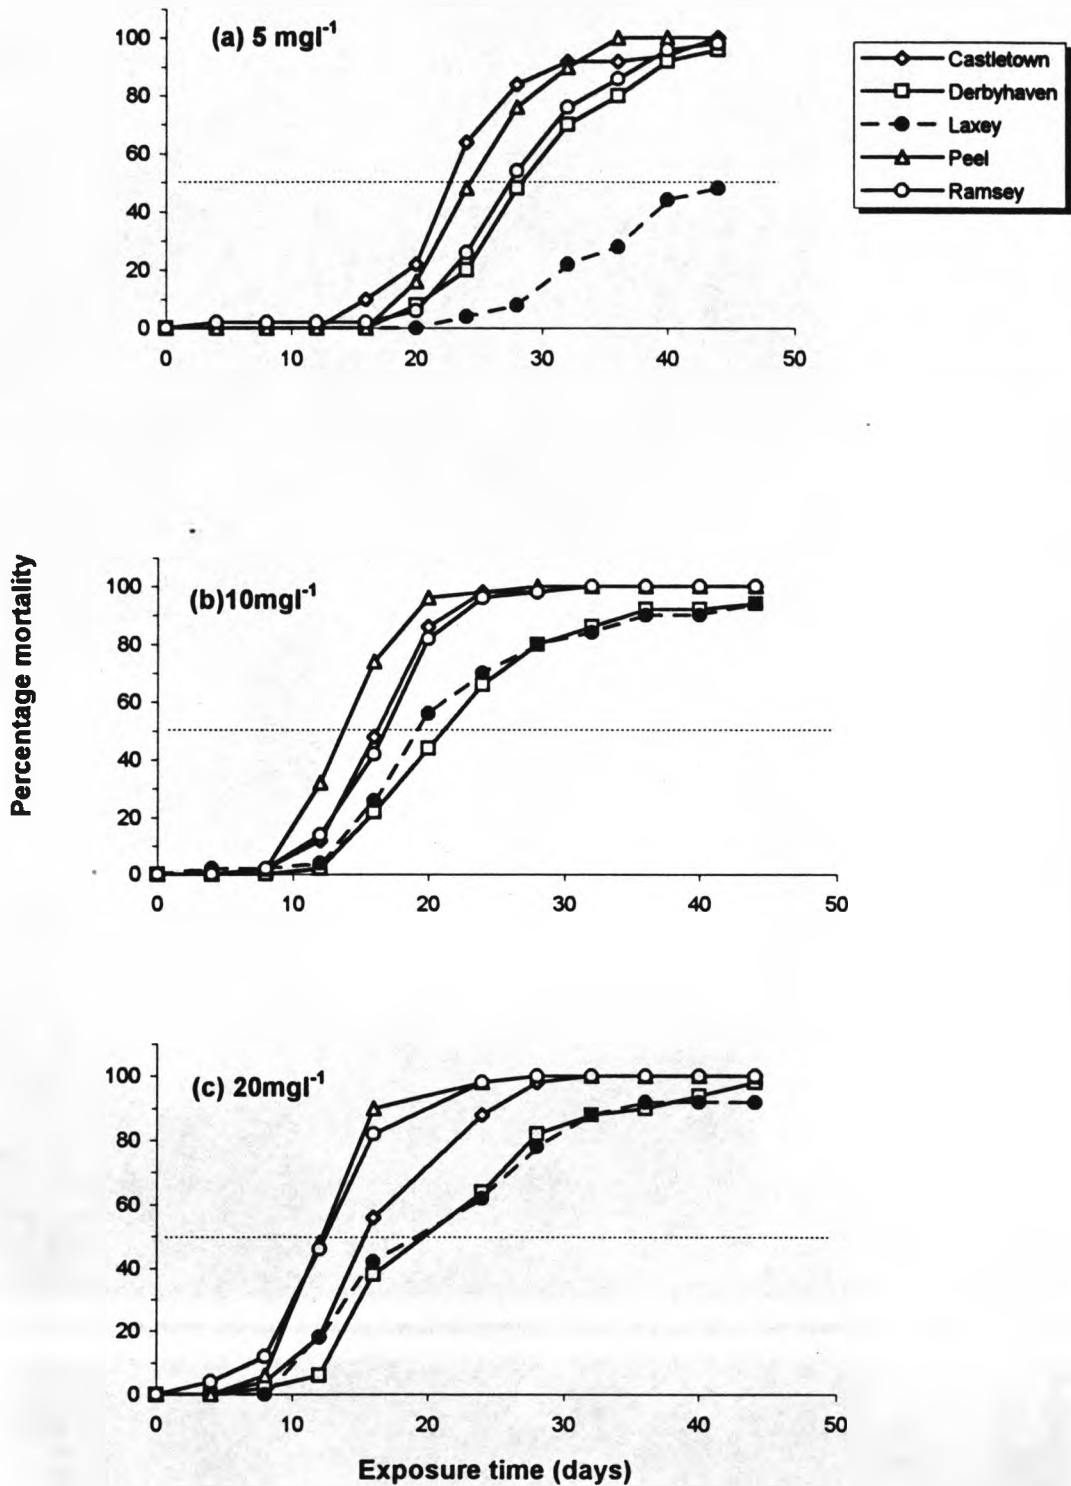 (a) 5 mgl⁻¹
100
80
60
40
20
0
0 10 20 30 40 50
Castletown
Derbyhaven
Laxey
Peel
Ramsey
Percentage mortality
(b)10mgl⁻¹
100
80
60
40
20
0
0 10 20 30 40 50
(c) 20mgl⁻¹
100
80
60
40
20
0
0 10 20 30 40 50
Exposure time (days)